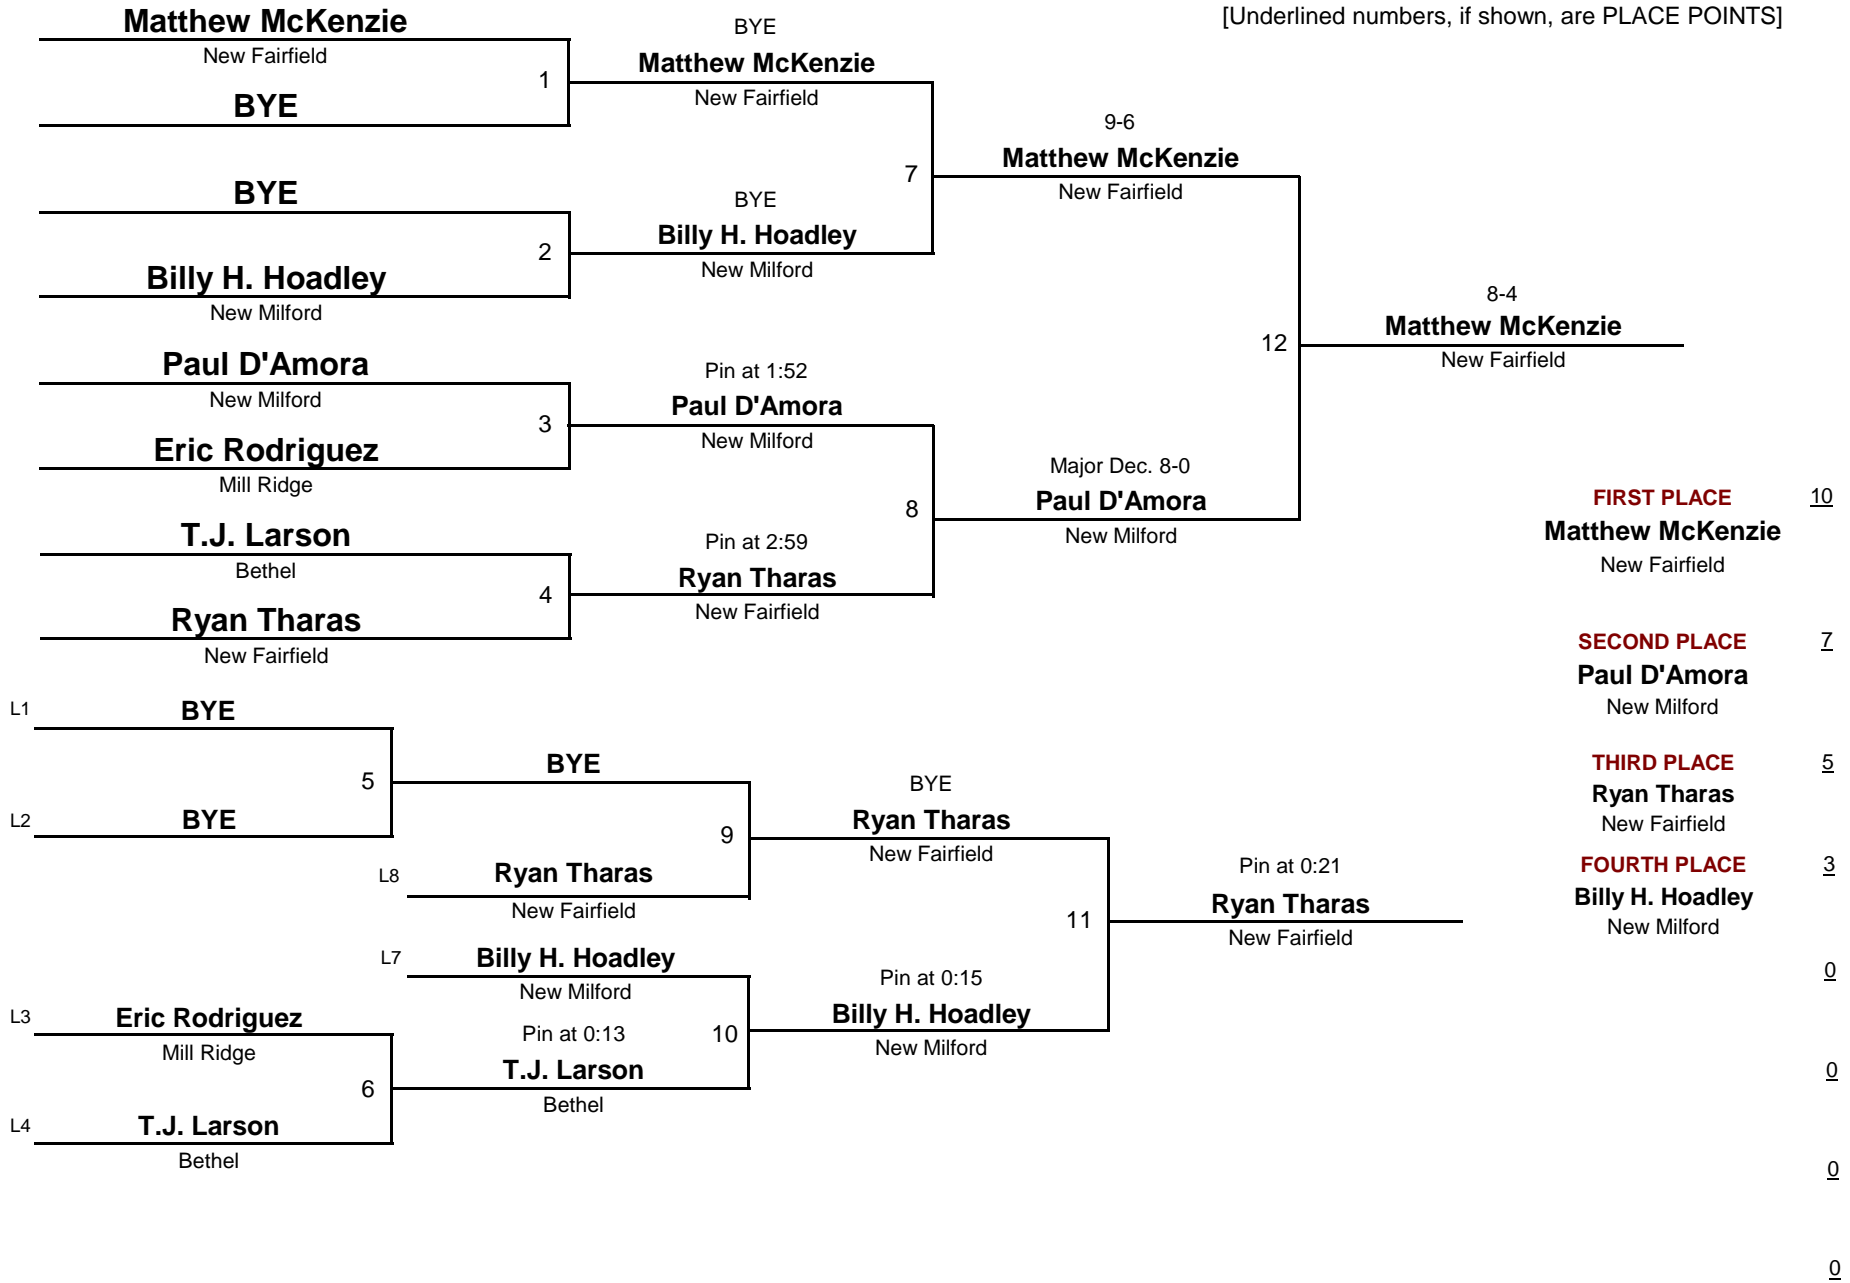 [Underlined numbers, if shown, are PLACE POINTS]
Matthew McKenzie
New Fairfield
1
BYE
BYE
Matthew McKenzie
New Fairfield
BYE
2
Billy H. Hoadley
New Milford
BYE
Billy H. Hoadley
New Milford
7
9-6
Matthew McKenzie
New Fairfield
Paul D'Amora
New Milford
3
Eric Rodriguez
Mill Ridge
Pin at 1:52
Paul D'Amora
New Milford
T.J. Larson
Bethel
4
Ryan Tharas
New Fairfield
Pin at 2:59
Ryan Tharas
New Fairfield
8
Major Dec. 8-0
Paul D'Amora
New Milford
12
8-4
Matthew McKenzie
New Fairfield
L1
BYE
5
L2
BYE
BYE
9
L8
Ryan Tharas
New Fairfield
BYE
Ryan Tharas
New Fairfield
L7
Billy H. Hoadley
New Milford
L3
Eric Rodriguez
Mill Ridge
6
L4
T.J. Larson
Bethel
Pin at 0:13
T.J. Larson
Bethel
10
Pin at 0:15
Billy H. Hoadley
New Milford
11
Pin at 0:21
Ryan Tharas
New Fairfield
FIRST PLACE 10
Matthew McKenzie
New Fairfield
SECOND PLACE 7
Paul D'Amora
New Milford
THIRD PLACE 5
Ryan Tharas
New Fairfield
FOURTH PLACE 3
Billy H. Hoadley
New Milford
0
0
0
0